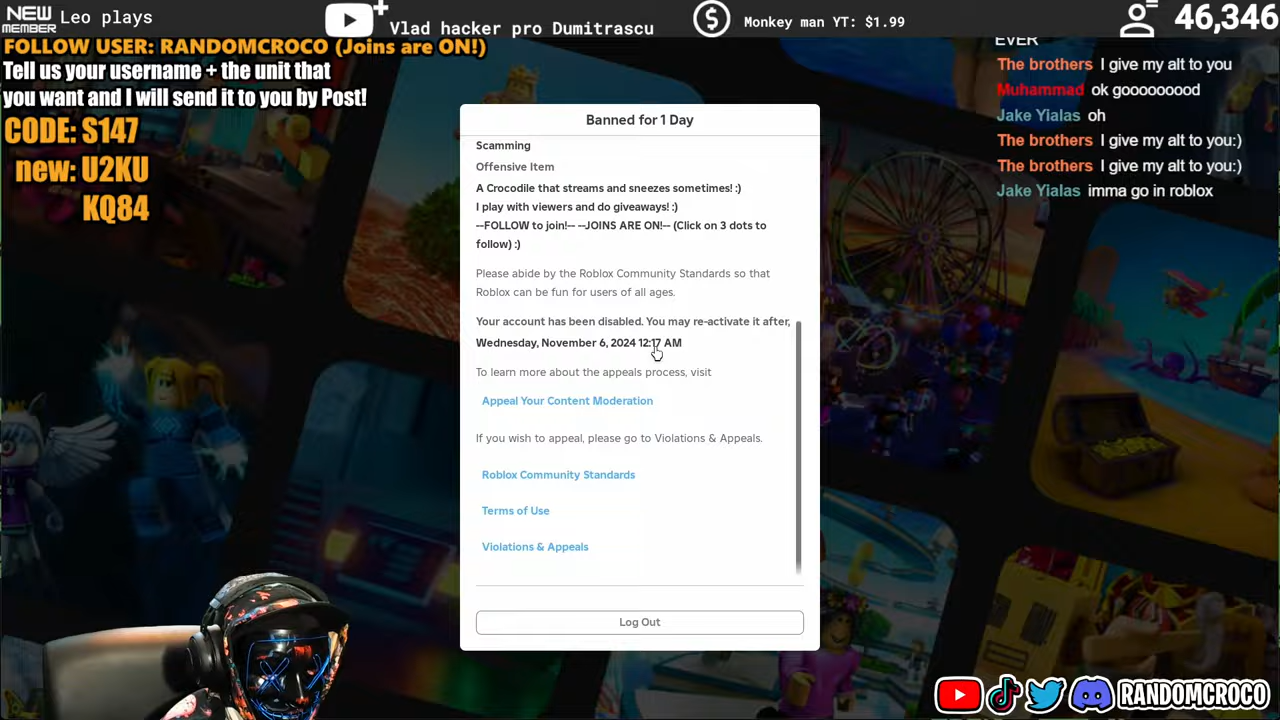 NEW
MEMBER
Leo plays
Vlad hacker pro Dumitrascu
Monkey man YT: $1.99
46,346
FOLLOW USER: RANDOMCROCO (Joins are ON!)
Tell us your username + the unit that
you want and I will send it to you by Post!
CODE: S147
new: U2KU
KQ84
EVER
The brothers I give my alt to you
Muhammad ok gooooooood
Jake Yialas oh
The brothers I give my alt to you:)
The brothers I give my alt to you:)
Jake Yialas imma go in roblox
Banned for 1 Day
Scamming
Offensive Item
A Crocodile that streams and sneezes sometimes! :)
I play with viewers and do giveaways! :)
--FOLLOW to join!-- --JOINS ARE ON!-- (Click on 3 dots to
follow) :)
Please abide by the Roblox Community Standards so that
Roblox can be fun for users of all ages.
Your account has been disabled. You may re-activate it after,
Wednesday, November 6, 2024 12:17 AM
To learn more about the appeals process, visit
Appeal Your Content Moderation
If you wish to appeal, please go to Violations & Appeals.
Roblox Community Standards
Terms of Use
Violations & Appeals
Log Out
RANDOMCROCO